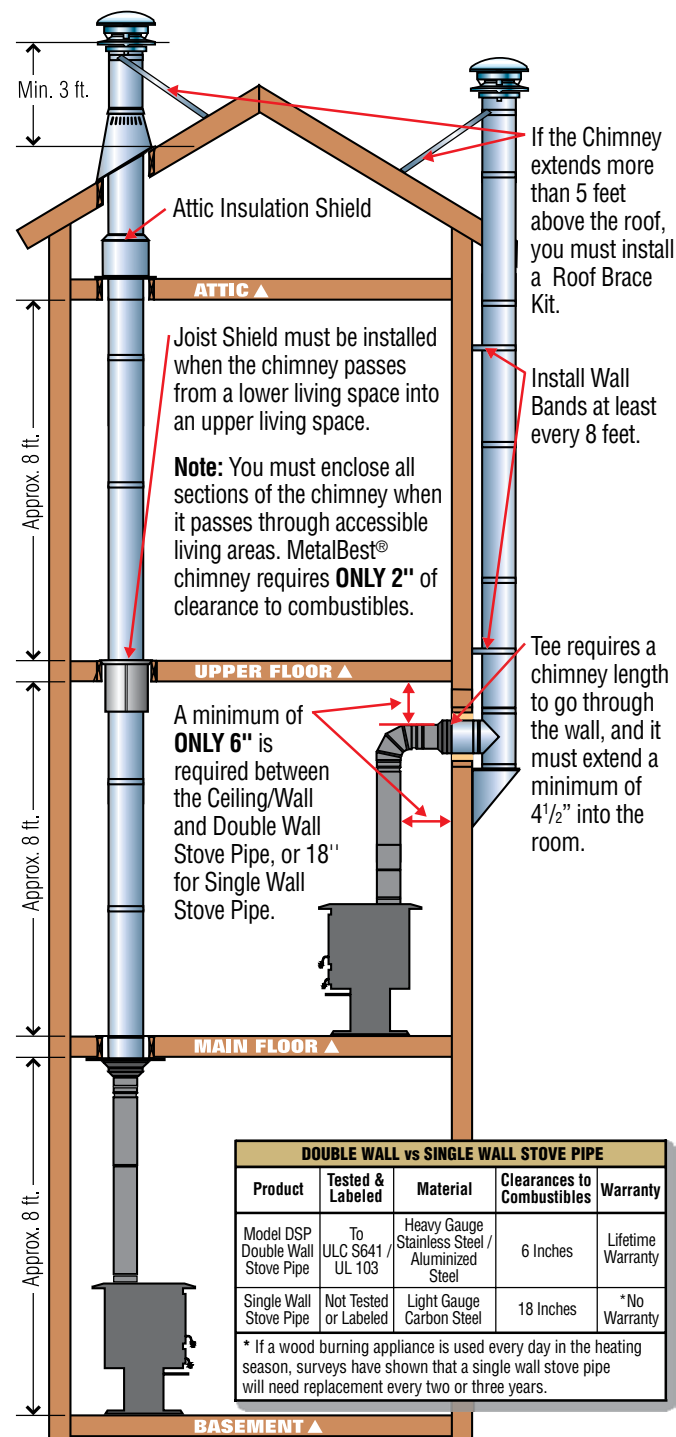 Min. 3 ft.
If the Chimney
extends more
than 5 feet
above the roof,
you must install
a Roof Brace
Kit.
Attic Insulation Shield
ATTIC ▲
Joist Shield must be installed
when the chimney passes
from a lower living space into
an upper living space.
Note: You must enclose all
sections of the chimney when
it passes through accessible
living areas. MetalBest®
chimney requires ONLY 2" of
clearance to combustibles.
Install Wall
Bands at least
every 8 feet.
Approx. 8 ft.
UPPER FLOOR ▲
Tee requires a
chimney length
to go through
the wall, and it
must extend a
minimum of
4 1/2” into the
room.
A minimum of
ONLY 6" is
required between
the Ceiling/Wall
and Double Wall
Stove Pipe, or 18''
for Single Wall
Stove Pipe.
Approx. 8 ft.
MAIN FLOOR ▲
Approx. 8 ft.
DOUBLE WALL vs SINGLE WALL STOVE PIPE
Product Tested & Labeled Material Clearances to Combustibles Warranty
Model DSP Double Wall Stove Pipe To ULC S641 / UL 103 Heavy Gauge Stainless Steel / Aluminized Steel 6 Inches Lifetime Warranty
Single Wall Stove Pipe Not Tested or Labeled Light Gauge Carbon Steel 18 Inches *No Warranty
* If a wood burning appliance is used every day in the heating
season, surveys have shown that a single wall stove pipe
will need replacement every two or three years.
BASEMENT ▲